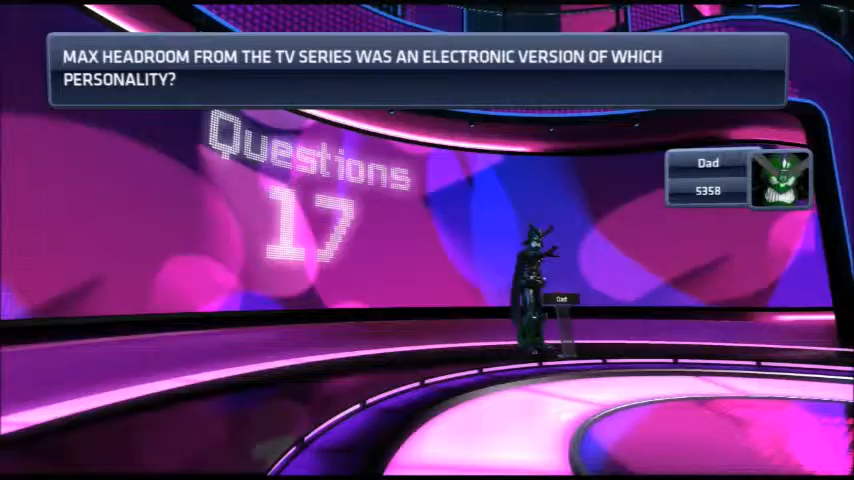 MAX HEADROOM FROM THE TV SERIES WAS AN ELECTRONIC VERSION OF WHICH
PERSONALITY?
Questions
17
Dad
5358
Dad